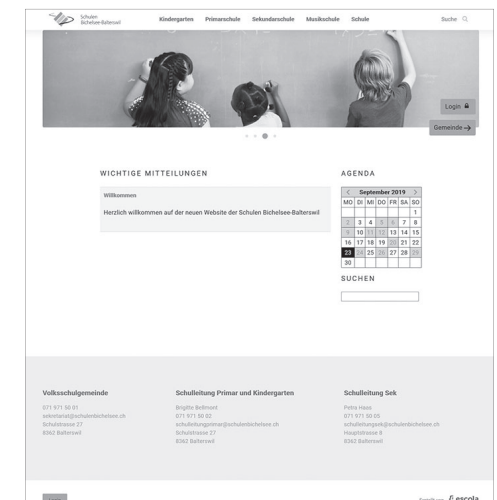 Schulen
Bichelsee-Balterswil
Kindergarten Primarschule Sekundarschule Musikschule Schule
Suche
Login
Gemeinde
WICHTIGE MITTEILUNGEN
Willkommen
Herzlich willkommen auf der neuen Website der Schulen Bichelsee-Balterswil
AGENDA
< September 2019 >
MO DI MI DO FR SA SO
1
2 3 4 5 6 7 8
9 10 11 12 13 14 15
16 17 18 19 20 21 22
23 24 25 26 27 28 29
30
SUCHEN
Volksschulgemeinde
071 971 50 01
sekretariat@schulenbichelsee.ch
Schulstrasse 27
8362 Balterswil
Schulleitung Primar und Kindergarten
Brigitte Bellmont
071 971 50 02
schulleitungprimar@schulenbichelsee.ch
Schulstrasse 27
8362 Balterswil
Schulleitung Sek
Petra Haas
071 971 50 05
schulleitungsek@schulenbichelsee.ch
Hauptstrasse 8
8362 Balterswil
escola